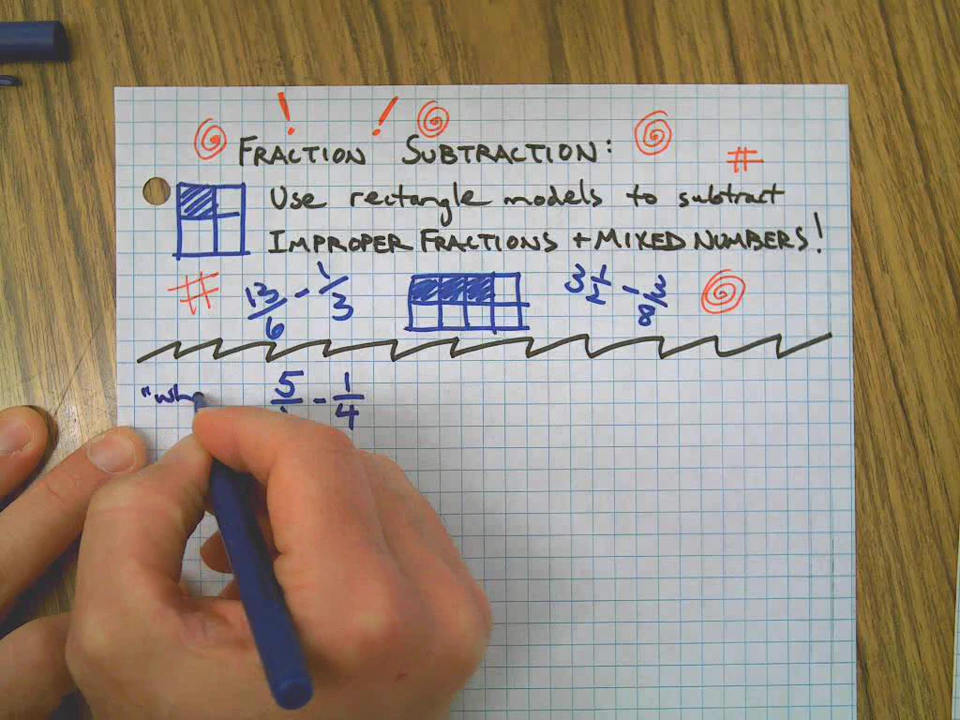 ! !
FRACTION SUBTRACTION: #
Use rectangle models to subtract
IMPROPER FRACTIONS + MIXED NUMBERS!
# 13/6 - 1/3 3 1/2 - 3/8
"who 5/ - 1/4